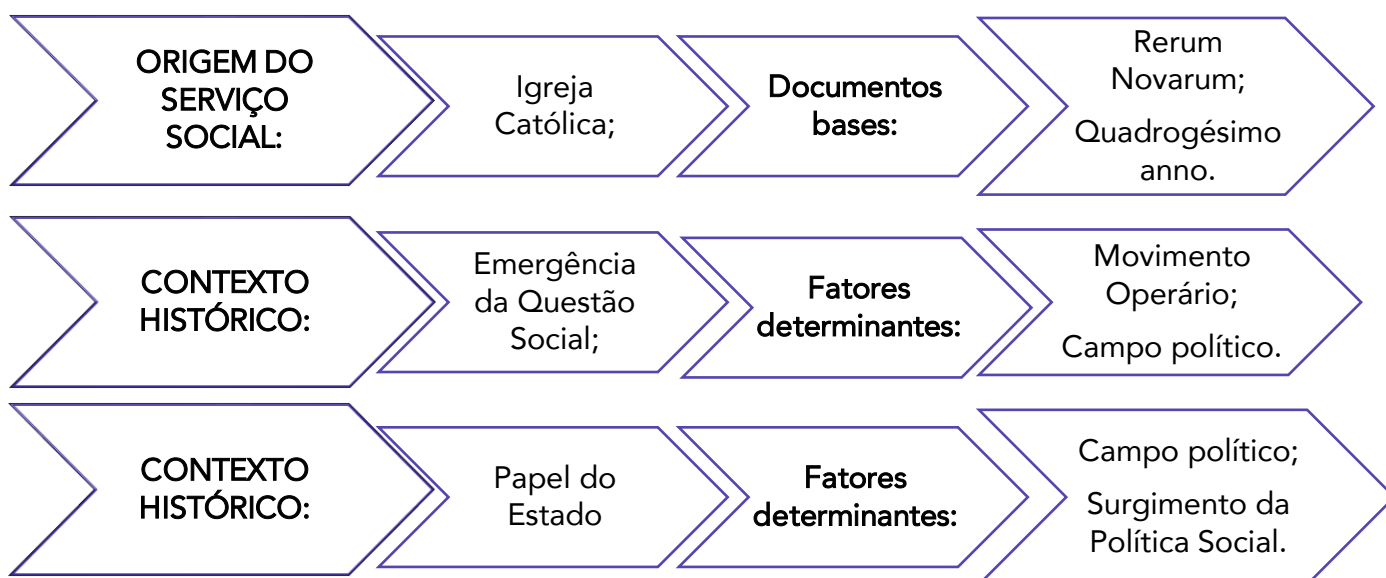 ORIGEM DO
SERVIÇO
SOCIAL:
Igreja
Católica;
Documentos
bases:
Rerum
Novarum;
Quadrogésimo
anno.
CONTEXTO
HISTÓRICO:
Emergência
da Questão
Social;
Fatores
determinantes:
Movimento
Operário;
Campo político.
CONTEXTO
HISTÓRICO:
Papel do
Estado
Fatores
determinantes:
Campo político;
Surgimento da
Política Social.